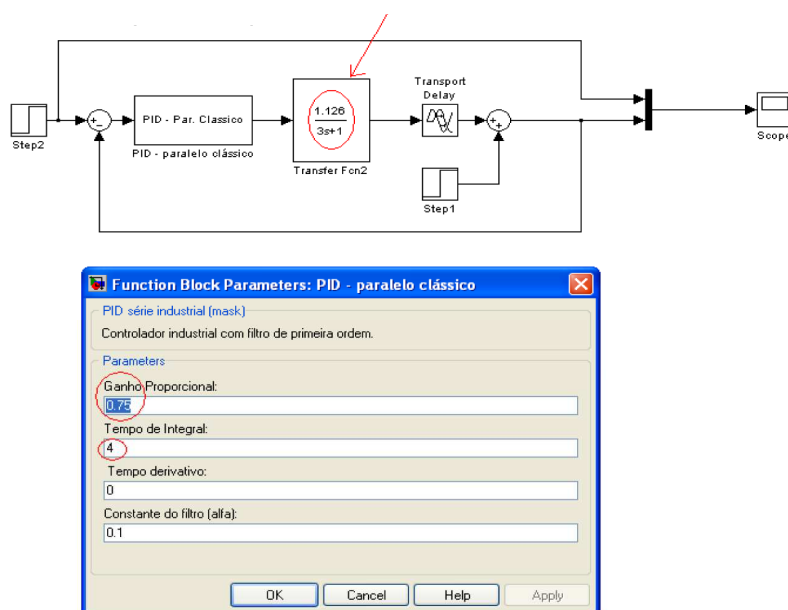 Transport
Delay
1.126
3s+1
PID - Par. Classico
Step2
PID - paralelo clássico
Transfer Fcn2
Step1
Scope
Function Block Parameters: PID - paralelo clássico
PID série industrial (mask)
Controlador industrial com filtro de primeira ordem.
Parameters
Ganho Proporcional:
0.75
Tempo de Integral:
4
Tempo derivativo:
0
Constante do filtro (alfa):
0.1
OK Cancel Help Apply